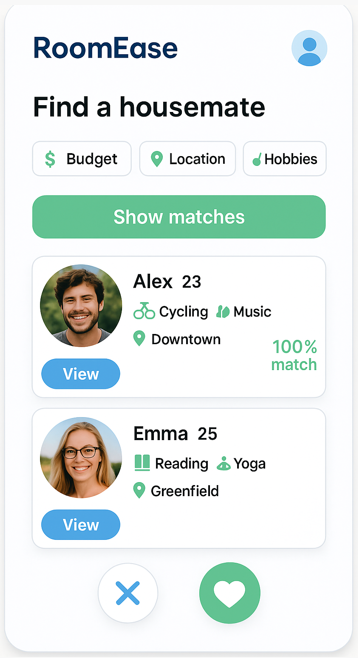 RoomEase
Find a housemate
$ Budget Location Hobbies
Show matches
Alex 23
Cycling Music
Downtown
100%
match
View
Emma 25
Reading Yoga
Greenfield
View